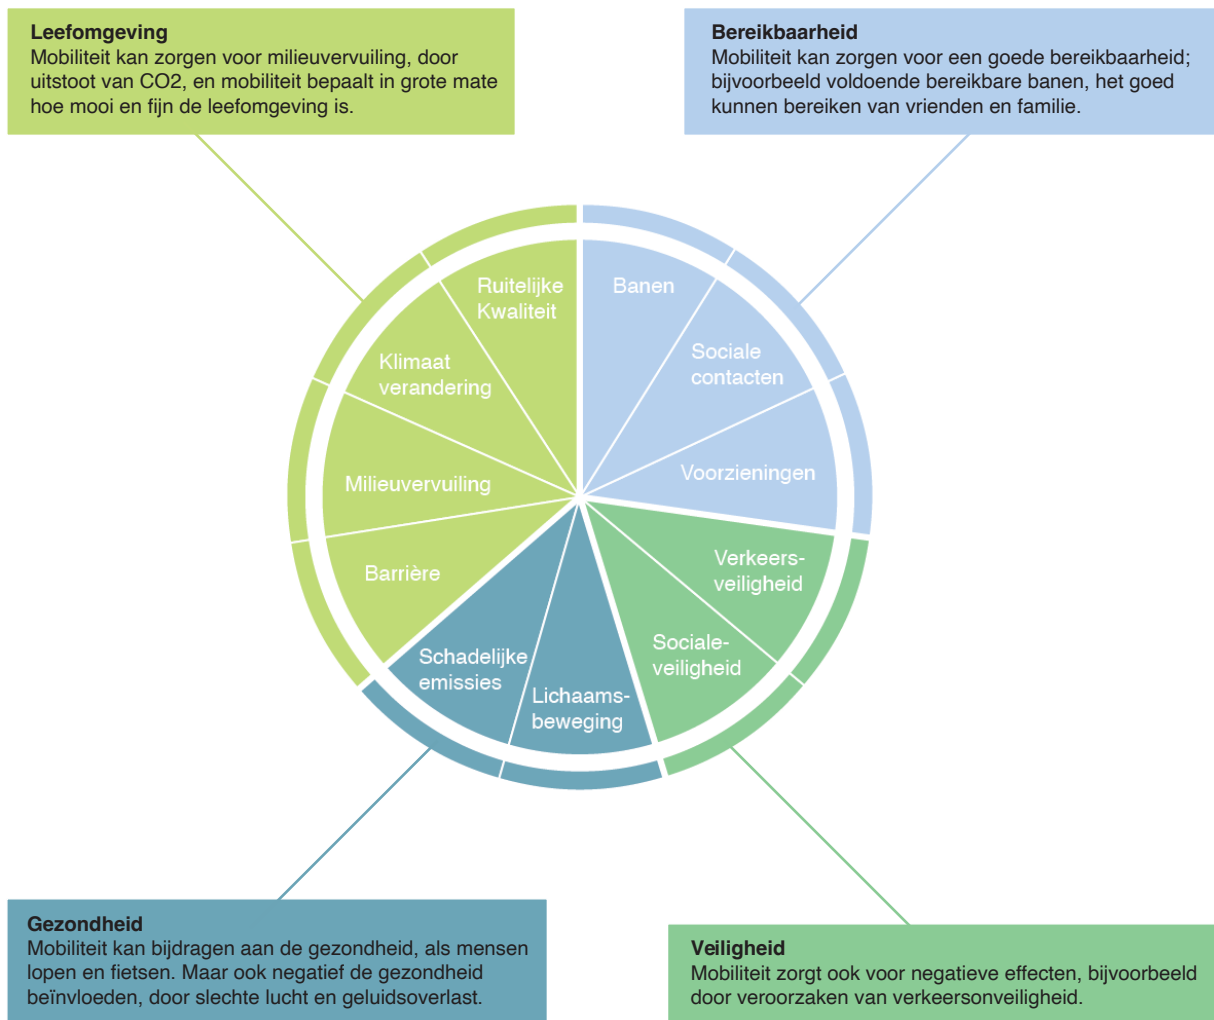 Leefomgeving
Mobiliteit kan zorgen voor milieuvervuiling, door
uitstoot van CO2, en mobiliteit bepaalt in grote mate
hoe mooi en fijn de leefomgeving is.
Bereikbaarheid
Mobiliteit kan zorgen voor een goede bereikbaarheid;
bijvoorbeeld voldoende bereikbare banen, het goed
kunnen bereiken van vrienden en familie.
Ruitelijke
Kwaliteit
Banen
Klimaat
verandering
Sociale
contacten
Milieuvervuiling
Voorzieningen
Barrière
Verkeers-
veiligheid
Schadelijke
emissies
Lichaams-
beweging
Sociale-
veiligheid
Gezondheid
Mobiliteit kan bijdragen aan de gezondheid, als mensen
lopen en fietsen. Maar ook negatief de gezondheid
beïnvloeden, door slechte lucht en geluidsoverlast.
Veiligheid
Mobiliteit zorgt ook voor negatieve effecten, bijvoorbeeld
door veroorzaken van verkeersonveiligheid.